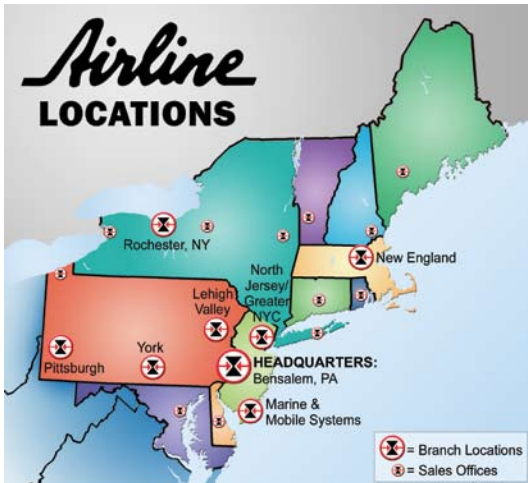 Airline
LOCATIONS
Rochester, NY
New England
North
Jersey/
Greater
NYC
Lehigh
Valley
Pittsburgh
York
HEADQUARTERS:
Bensalem, PA
Marine &
Mobile Systems
= Branch Locations
= Sales Offices